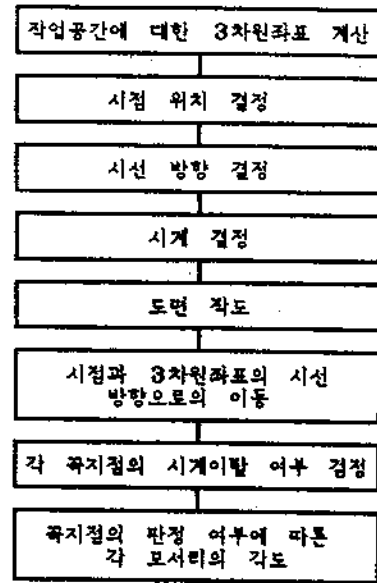 작업공간에 대한 3차원좌표 계산
시점 위치 결정
시선 방향 결정
시계 결정
도면 작도
시점과 3차원좌표의 시선
방향으로의 이동
각 꼭지점의 시계이탈 여부 검정
꼭지점의 판정 여부에 따른
각 모서리의 각도